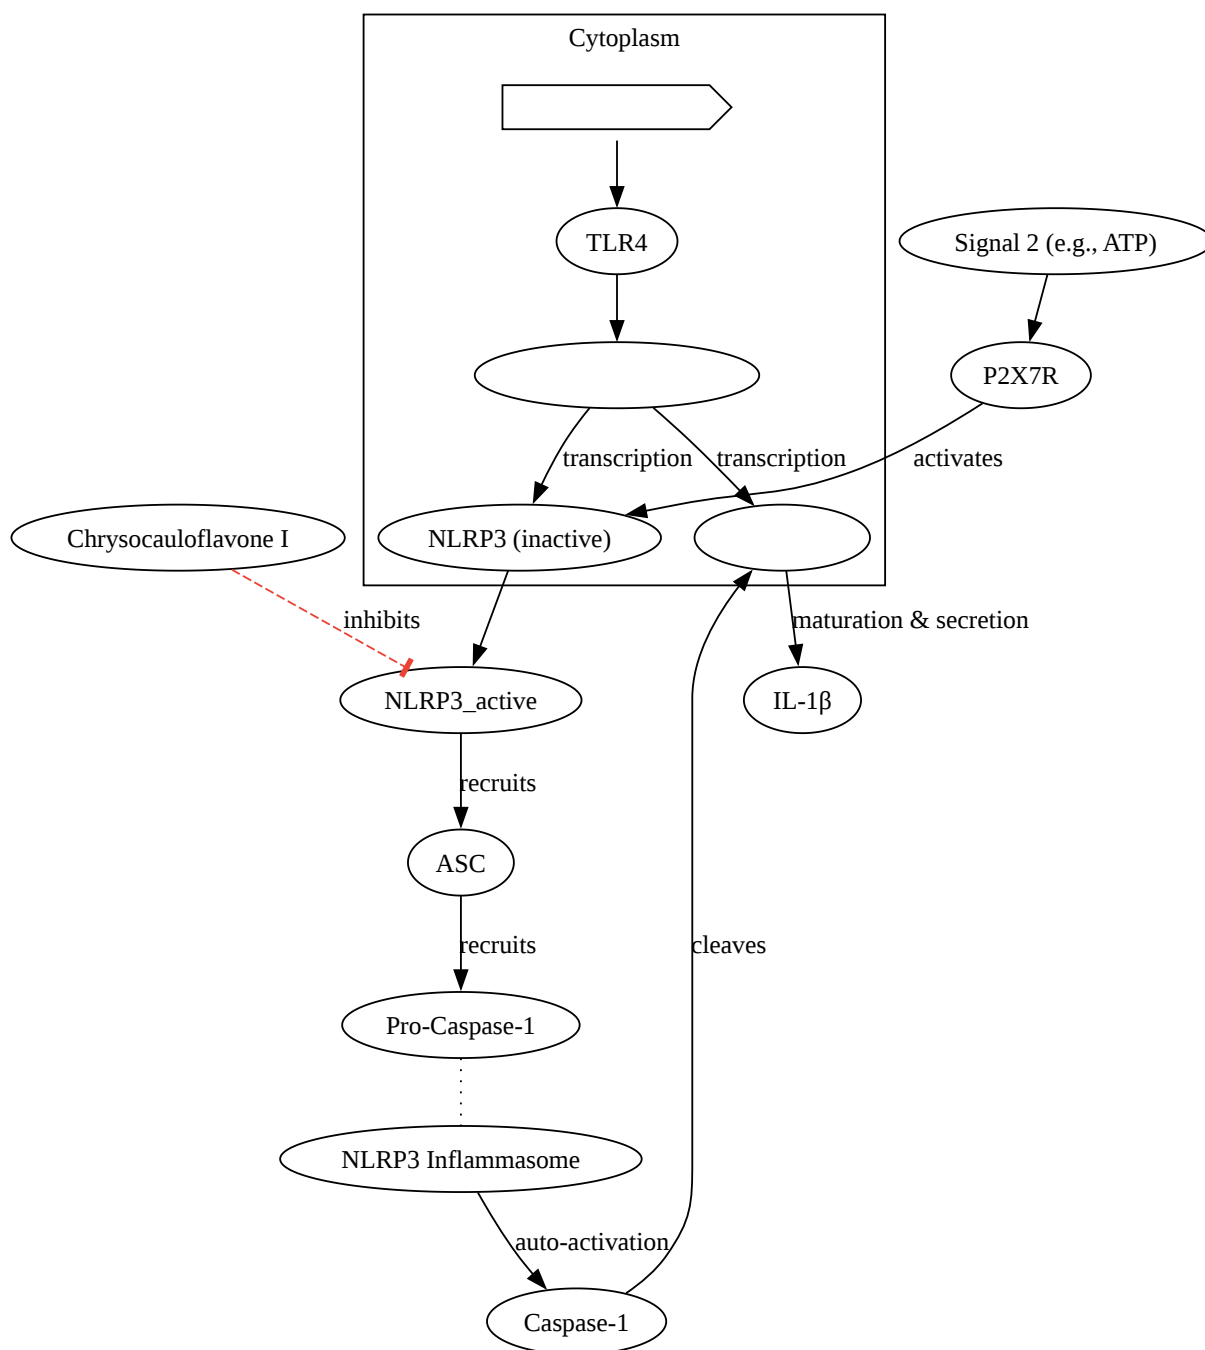 Cytoplasm
TLR4
Signal 2 (e.g., ATP)
P2X7R
transcription
transcription
activates
Chrysocauloflavone I
NLRP3 (inactive)
inhibits
maturation & secretion
NLRP3_active
IL-1β
recruits
ASC
recruits
cleaves
Pro-Caspase-1
NLRP3 Inflammasome
auto-activation
Caspase-1